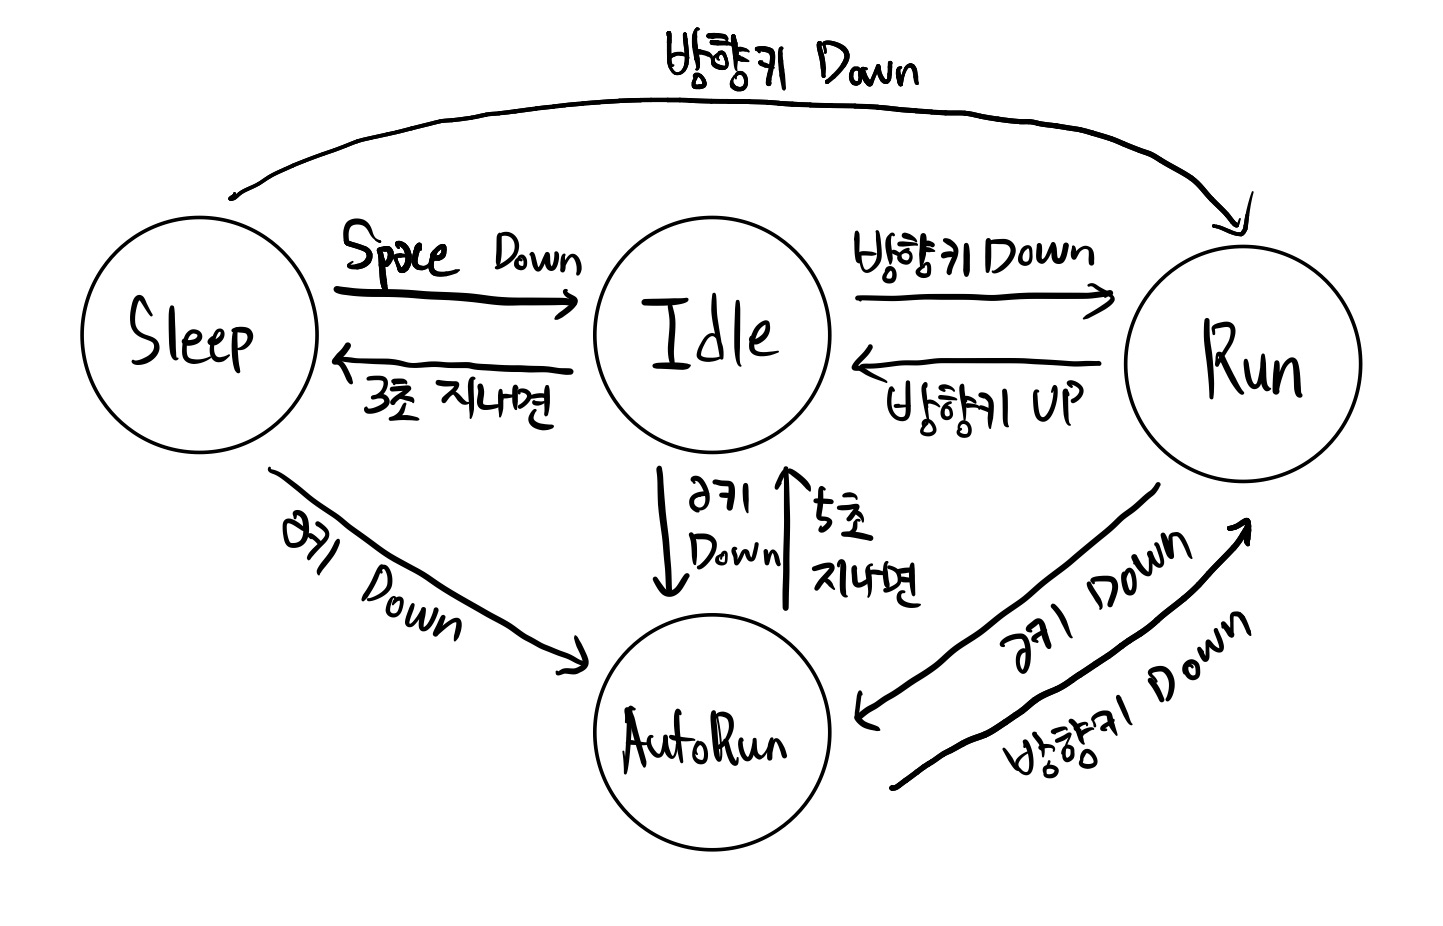 방향키 Down
Space Down
방향키 Down
Sleep
Idle
Run
3초 지나면
방향키 UP
a키
Down
5초
지나면
a키 Down
a키 Down
방향키 Down
AutoRun